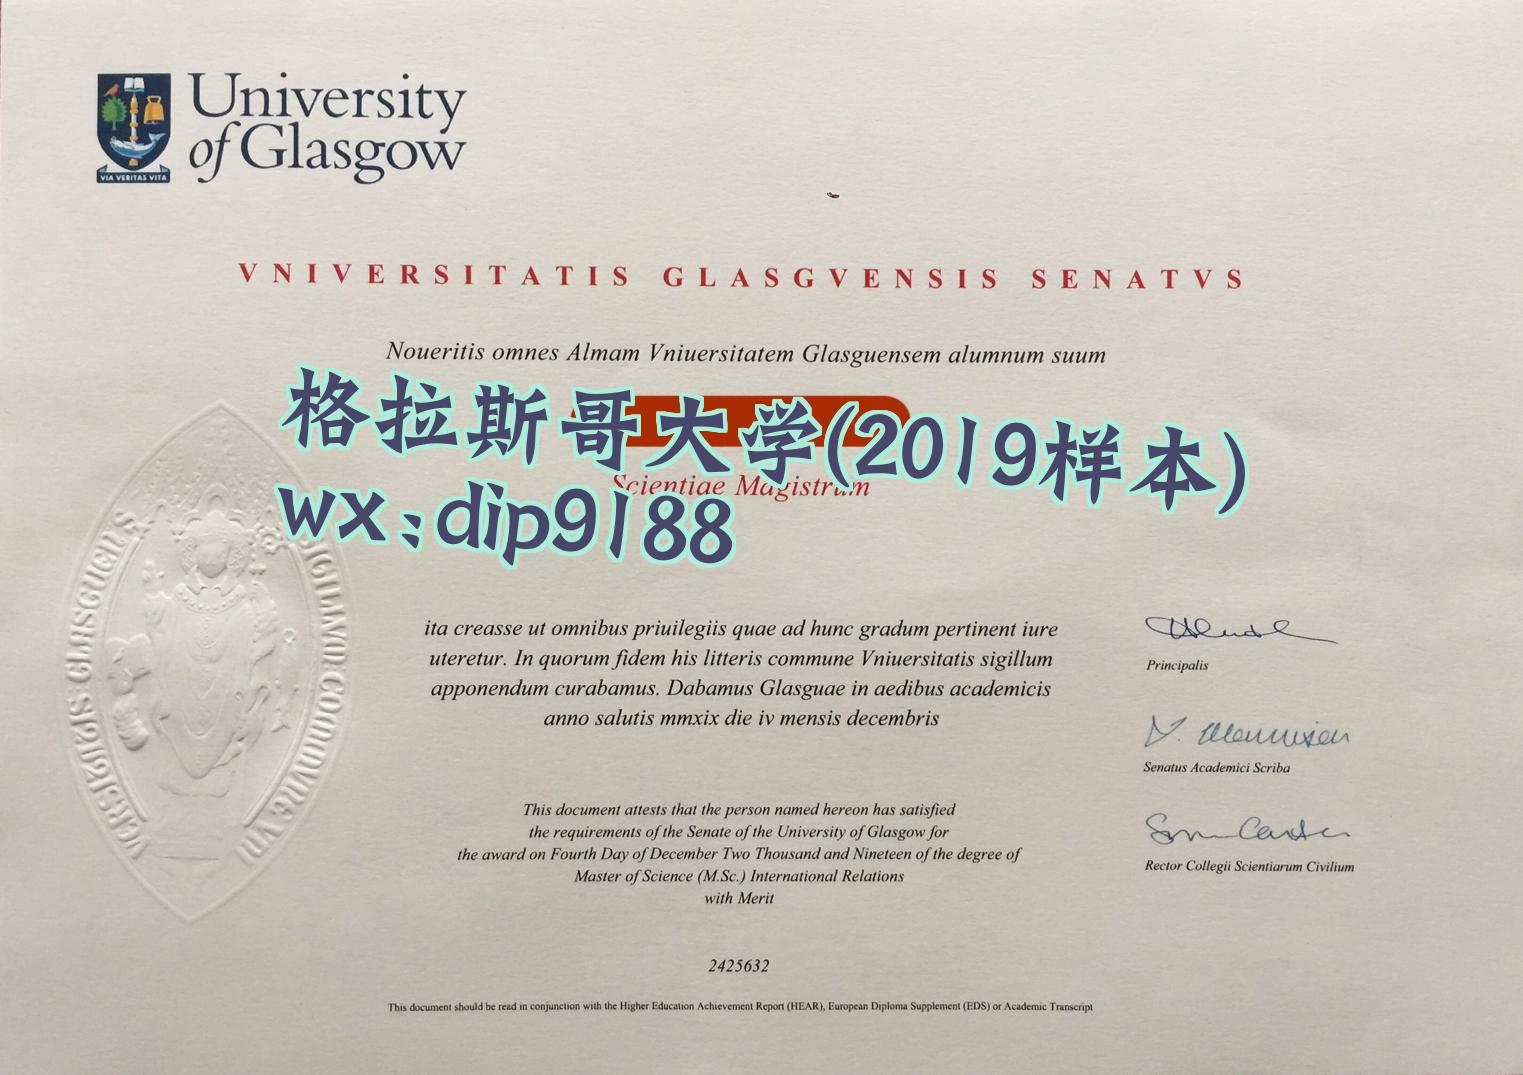 University
of Glasgow
VIA VERITAS VITA
VNIVERSITATIS GLASGVENSIS SENATVS
Noueritis omnes Almam Vniuersitatem Glasguensem alumnum suum
格拉斯哥大学(2019样本)
Scientiae Magistrum
wx:dip9188
ita creasse ut omnibus priuilegiis quae ad hunc gradum pertinent iure
uteretur. In quorum fidem his litteris commune Vniuersitatis sigillum
apponendum curabamus. Dabamus Glasguae in aedibus academicis
anno salutis mmxix die iv mensis decembris
Principalis
Senatus Academici Scriba
Rector Collegii Scientiarum Civilium
This document attests that the person named hereon has satisfied
the requirements of the Senate of the University of Glasgow for
the award on Fourth Day of December Two Thousand and Nineteen of the degree of
Master of Science (M.Sc.) International Relations
with Merit
2425632
This document should be read in conjunction with the Higher Education Achievement Report (HEAR), European Diploma Supplement (EDS) or Academic Transcript